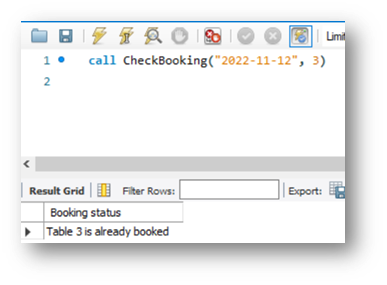 Limit
1 call CheckBooking("2022-11-12", 3)
2
Result Grid Filter Rows: Export:
Booking status
Table 3 is already booked